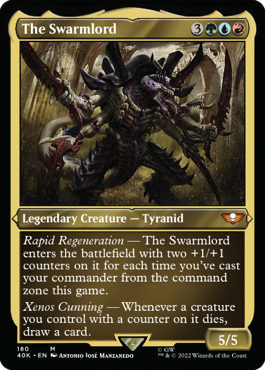 The Swarmlord
3
Legendary Creature — Tyranid
Rapid Regeneration — The Swarmlord
enters the battlefield with two +1/+1
counters on it for each time you've cast
your commander from the command
zone this game.
Xenos Cunning — Whenever a creature
you control with a counter on it dies,
draw a card.
5/5
180 M
40K • EN Antonio José Manzanedo
© GW
™ & © 2022 Wizards of the Coast